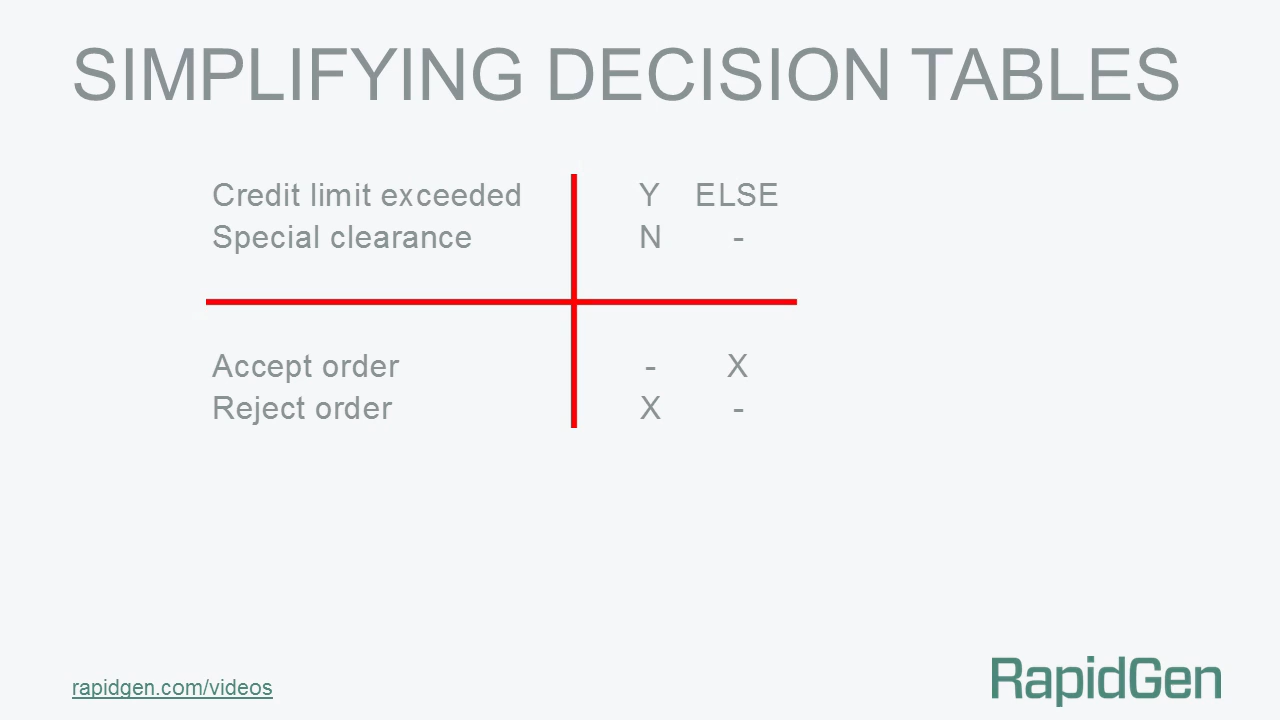 SIMPLIFYING DECISION TABLES
Credit limit exceeded Y ELSE
Special clearance N -
Accept order - X
Reject order X -
rapidgen.com/videos
RapidGen